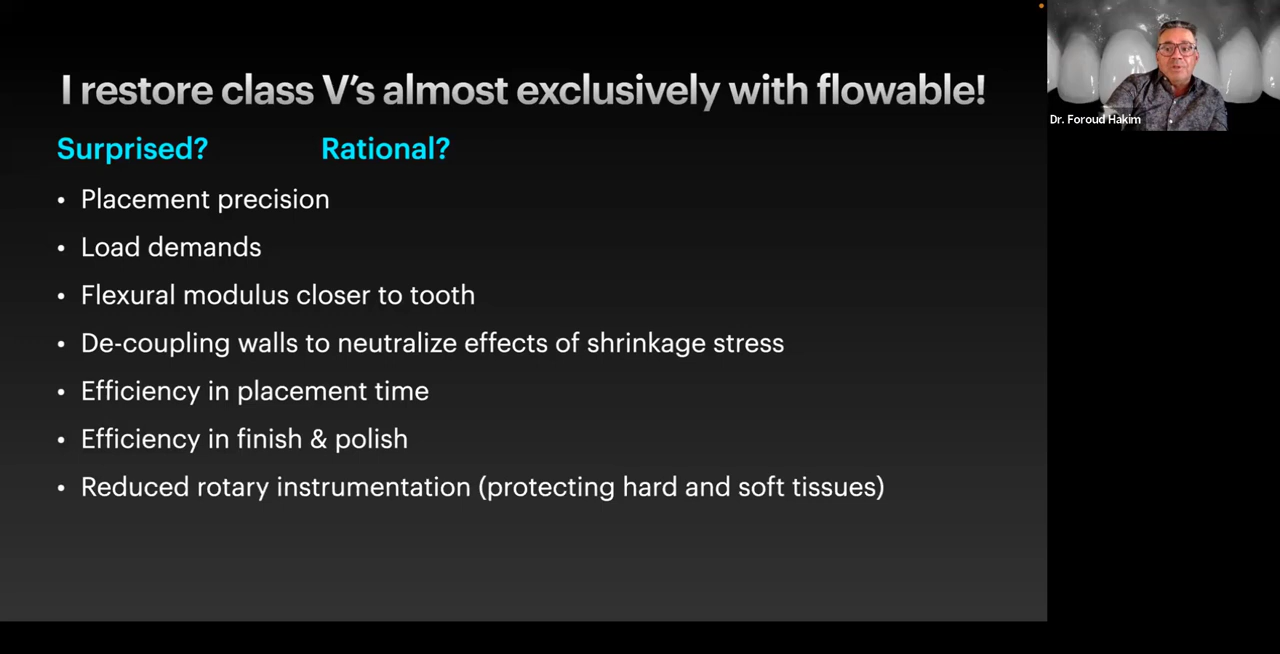 I restore class V's almost exclusively with flowable!
Surprised? Rational?
• Placement precision
• Load demands
• Flexural modulus closer to tooth
• De-coupling walls to neutralize effects of shrinkage stress
• Efficiency in placement time
• Efficiency in finish & polish
• Reduced rotary instrumentation (protecting hard and soft tissues)
Dr. Foroud Hakim